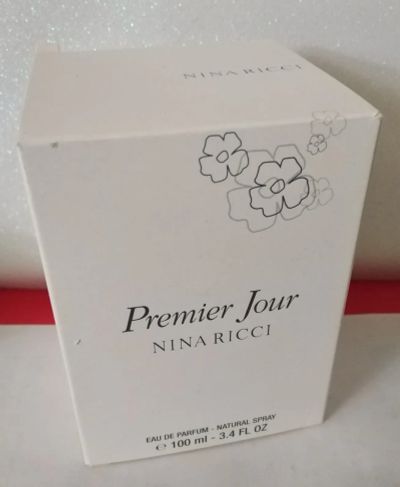 NINA RICCI
Premier Jour
NINA RICCI
EAU DE PARFUM - NATURAL SPRAY
℮ 100 ml - 3.4 FL OZ